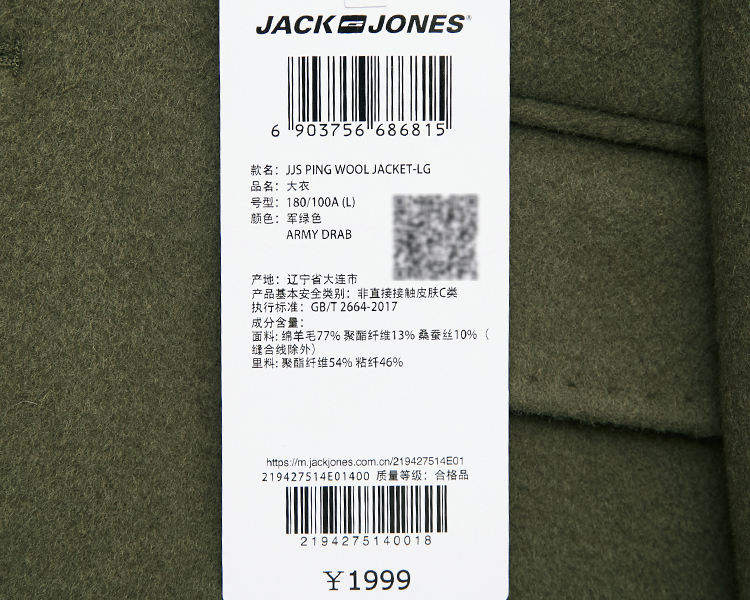 JACK JONES®
6 903756 686815
款名: JJS PING WOOL JACKET-LG
品名: 大衣
号型: 180/100A (L)
颜色: 军绿色
ARMY DRAB
产地: 辽宁省大连市
产品基本安全类别: 非直接接触皮肤C类
执行标准: GB/T 2664-2017
成分含量:
面料: 绵羊毛77% 聚酯纤维13% 桑蚕丝10%（
缝合线除外）
里料: 聚酯纤维54% 粘纤46%
https://m.jackjones.com.cn/219427514E01
219427514E01400 质量等级: 合格品
2194275140018
￥1999